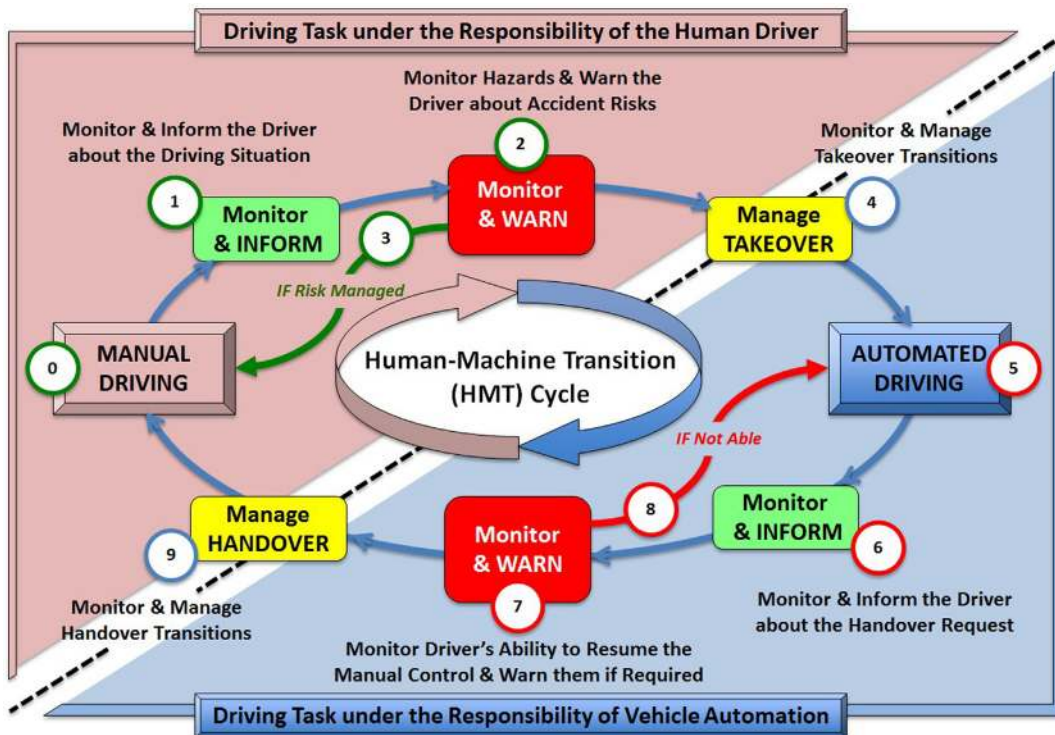 Driving Task under the Responsibility of the Human Driver
Monitor Hazards & Warn the
Driver about Accident Risks
Monitor & Inform the Driver
about the Driving Situation
Monitor & Manage
Takeover Transitions
2
1
Monitor
& INFORM
Monitor
& WARN
3
4
Manage
TAKEOVER
IF Risk Managed
0
MANUAL
DRIVING
Human-Machine Transition
(HMT) Cycle
AUTOMATED
DRIVING
5
IF Not Able
9
Manage
HANDOVER
Monitor
& WARN
7
8
Monitor
& INFORM
6
Monitor & Manage
Handover Transitions
Monitor & Inform the Driver
about the Handover Request
Monitor Driver's Ability to Resume the
Manual Control & Warn them if Required
Driving Task under the Responsibility of Vehicle Automation